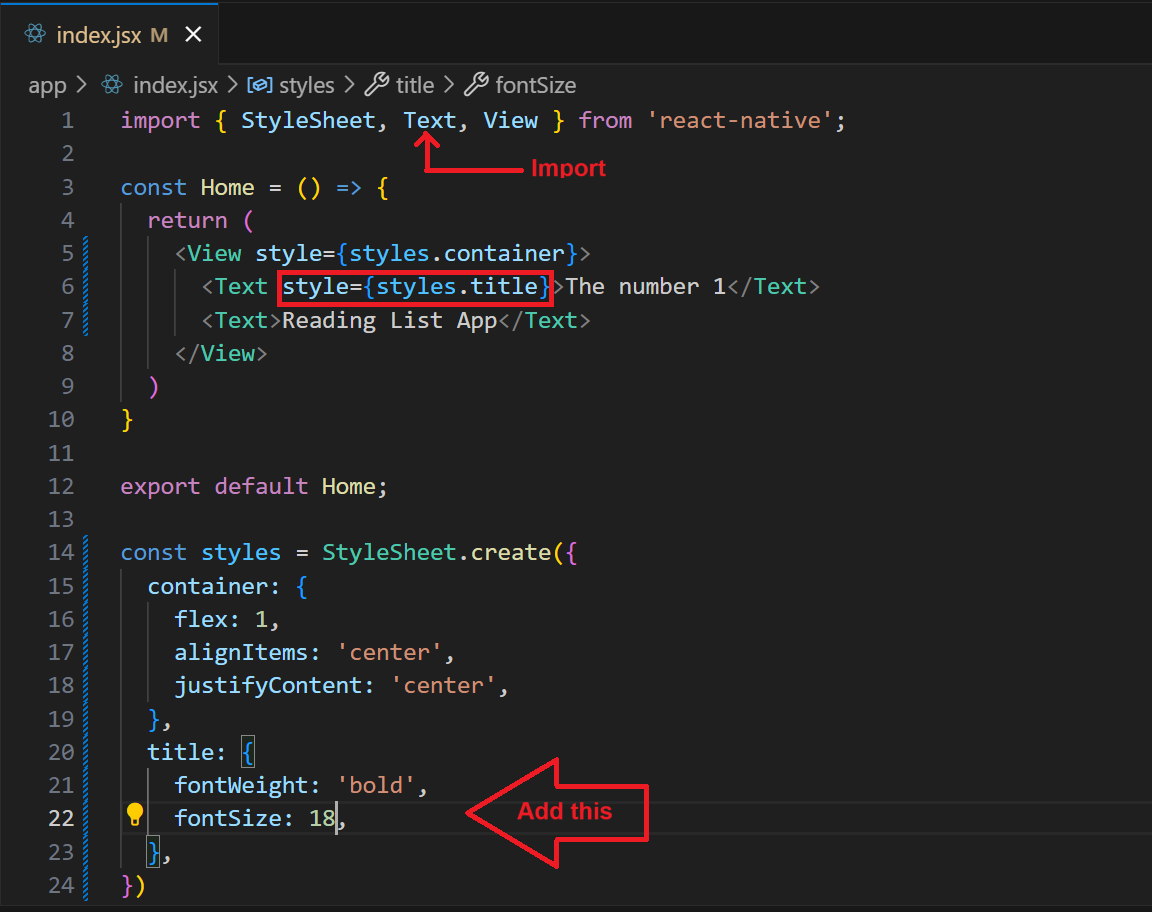 index.jsx M
app > index.jsx > styles > title > fontSize
1 import { StyleSheet, Text, View } from 'react-native';
2 Import
3 const Home = () => {
4   return (
5     <View style={styles.container}>
6       <Text style={styles.title}>The number 1</Text>
7       <Text>Reading List App</Text>
8     </View>
9   )
10 }
11
12 export default Home;
13
14 const styles = StyleSheet.create({
15   container: {
16     flex: 1,
17     alignItems: 'center',
18     justifyContent: 'center',
19   },
20   title: {
21     fontWeight: 'bold',
22     fontSize: 18, Add this
23   },
24 })